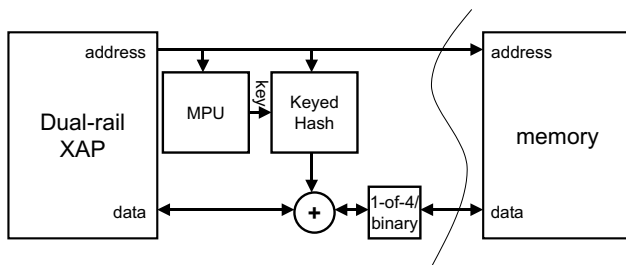 address
address
key
MPU
Keyed
Hash
Dual-rail
XAP
memory
1-of-4/
binary
data
+
data